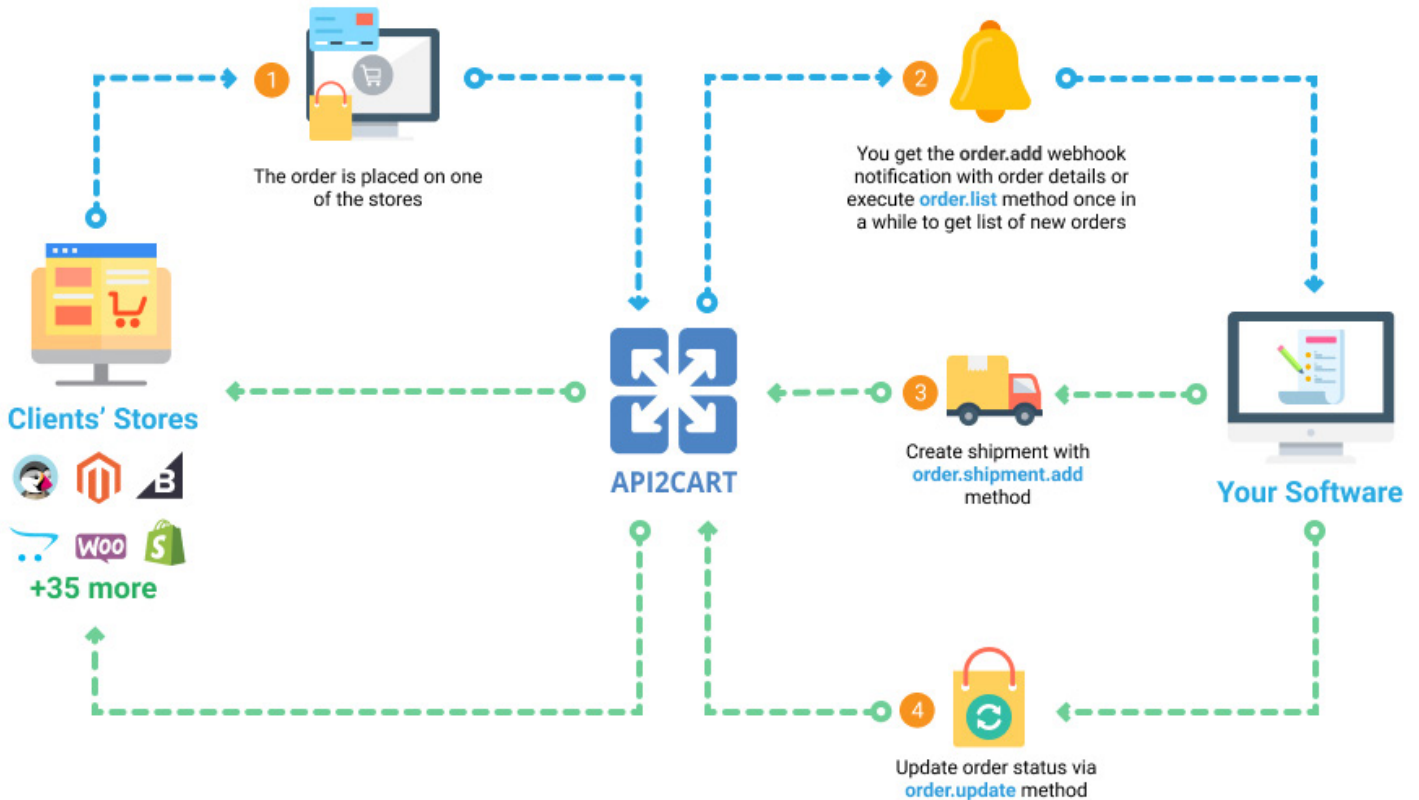 1
The order is placed on one
of the stores
2
You get the order.add webhook
notification with order details or
execute order.list method once in
a while to get list of new orders
Clients' Stores
B
WOO
S
+35 more
API2CART
3
Create shipment with
order.shipment.add
method
Your Software
4
Update order status via
order.update method